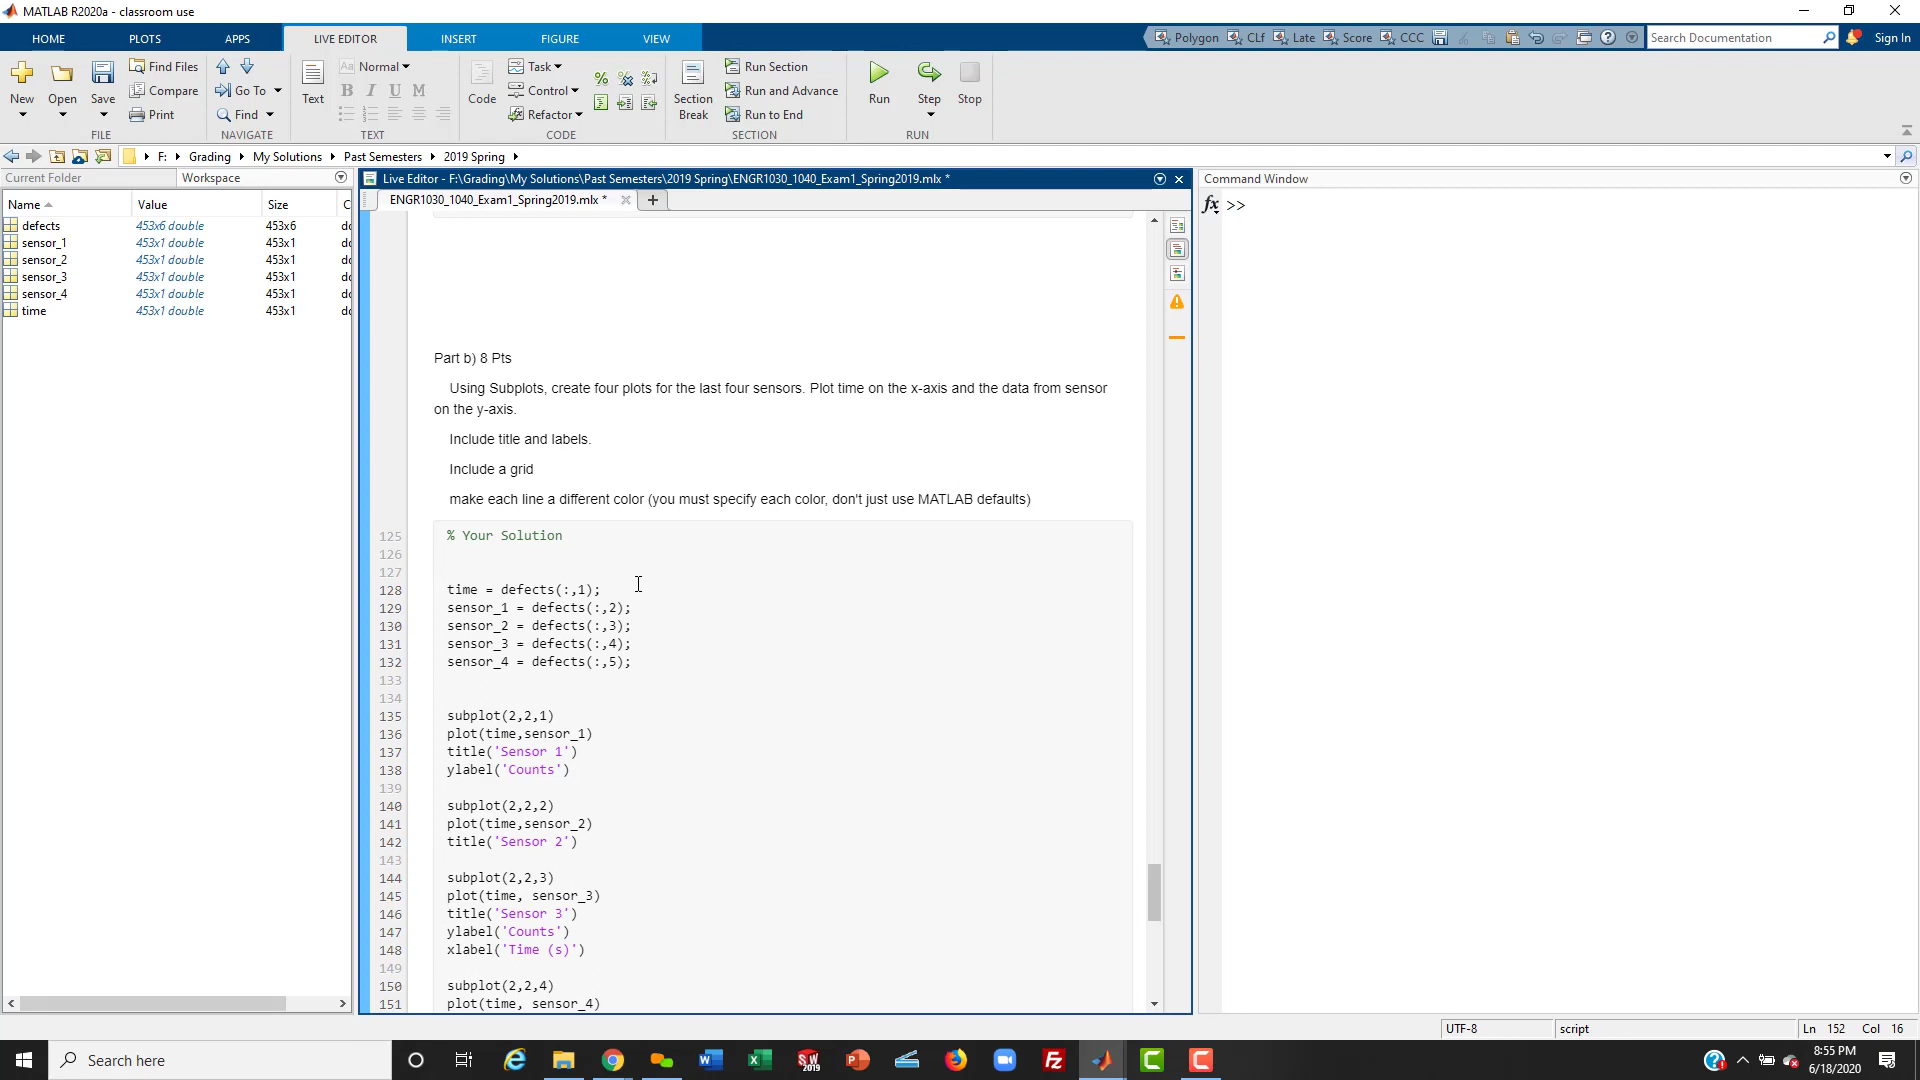 MATLAB R2020a - classroom use
HOME PLOTS APPS LIVE EDITOR INSERT FIGURE VIEW Polygon CLf Late Score CCC Search Documentation Sign In
New Open Save Find Files Compare Print
FILE
Go To Find
NAVIGATE
Text Normal B I U M
TEXT
Code Task Control Refactor
CODE
Section Break Run Section Run and Advance Run to End
SECTION
Run Step Stop
RUN
F: Grading My Solutions Past Semesters 2019 Spring
Current Folder Workspace
Name Value Size C
defects 453x6 double 453x6 dc
sensor_1 453x1 double 453x1 dc
sensor_2 453x1 double 453x1 dc
sensor_3 453x1 double 453x1 dc
sensor_4 453x1 double 453x1 dc
time 453x1 double 453x1 dc
Live Editor - F:\Grading\My Solutions\Past Semesters\2019 Spring\ENGR1030_1040_Exam1_Spring2019.mlx *
ENGR1030_1040_Exam1_Spring2019.mlx *
Part b) 8 Pts
Using Subplots, create four plots for the last four sensors. Plot time on the x-axis and the data from sensor
on the y-axis.
Include title and labels.
Include a grid
make each line a different color (you must specify each color, don't just use MATLAB defaults)
125 % Your Solution
126
127
128 time = defects(:,1);
129 sensor_1 = defects(:,2);
130 sensor_2 = defects(:,3);
131 sensor_3 = defects(:,4);
132 sensor_4 = defects(:,5);
133
134
135 subplot(2,2,1)
136 plot(time,sensor_1)
137 title('Sensor 1')
138 ylabel('Counts')
139
140 subplot(2,2,2)
141 plot(time,sensor_2)
142 title('Sensor 2')
143
144 subplot(2,2,3)
145 plot(time, sensor_3)
146 title('Sensor 3')
147 ylabel('Counts')
148 xlabel('Time (s)')
149
150 subplot(2,2,4)
151 plot(time, sensor_4)
Command Window
fx >>
UTF-8 script Ln 152 Col 16
Search here
8:55 PM
6/18/2020